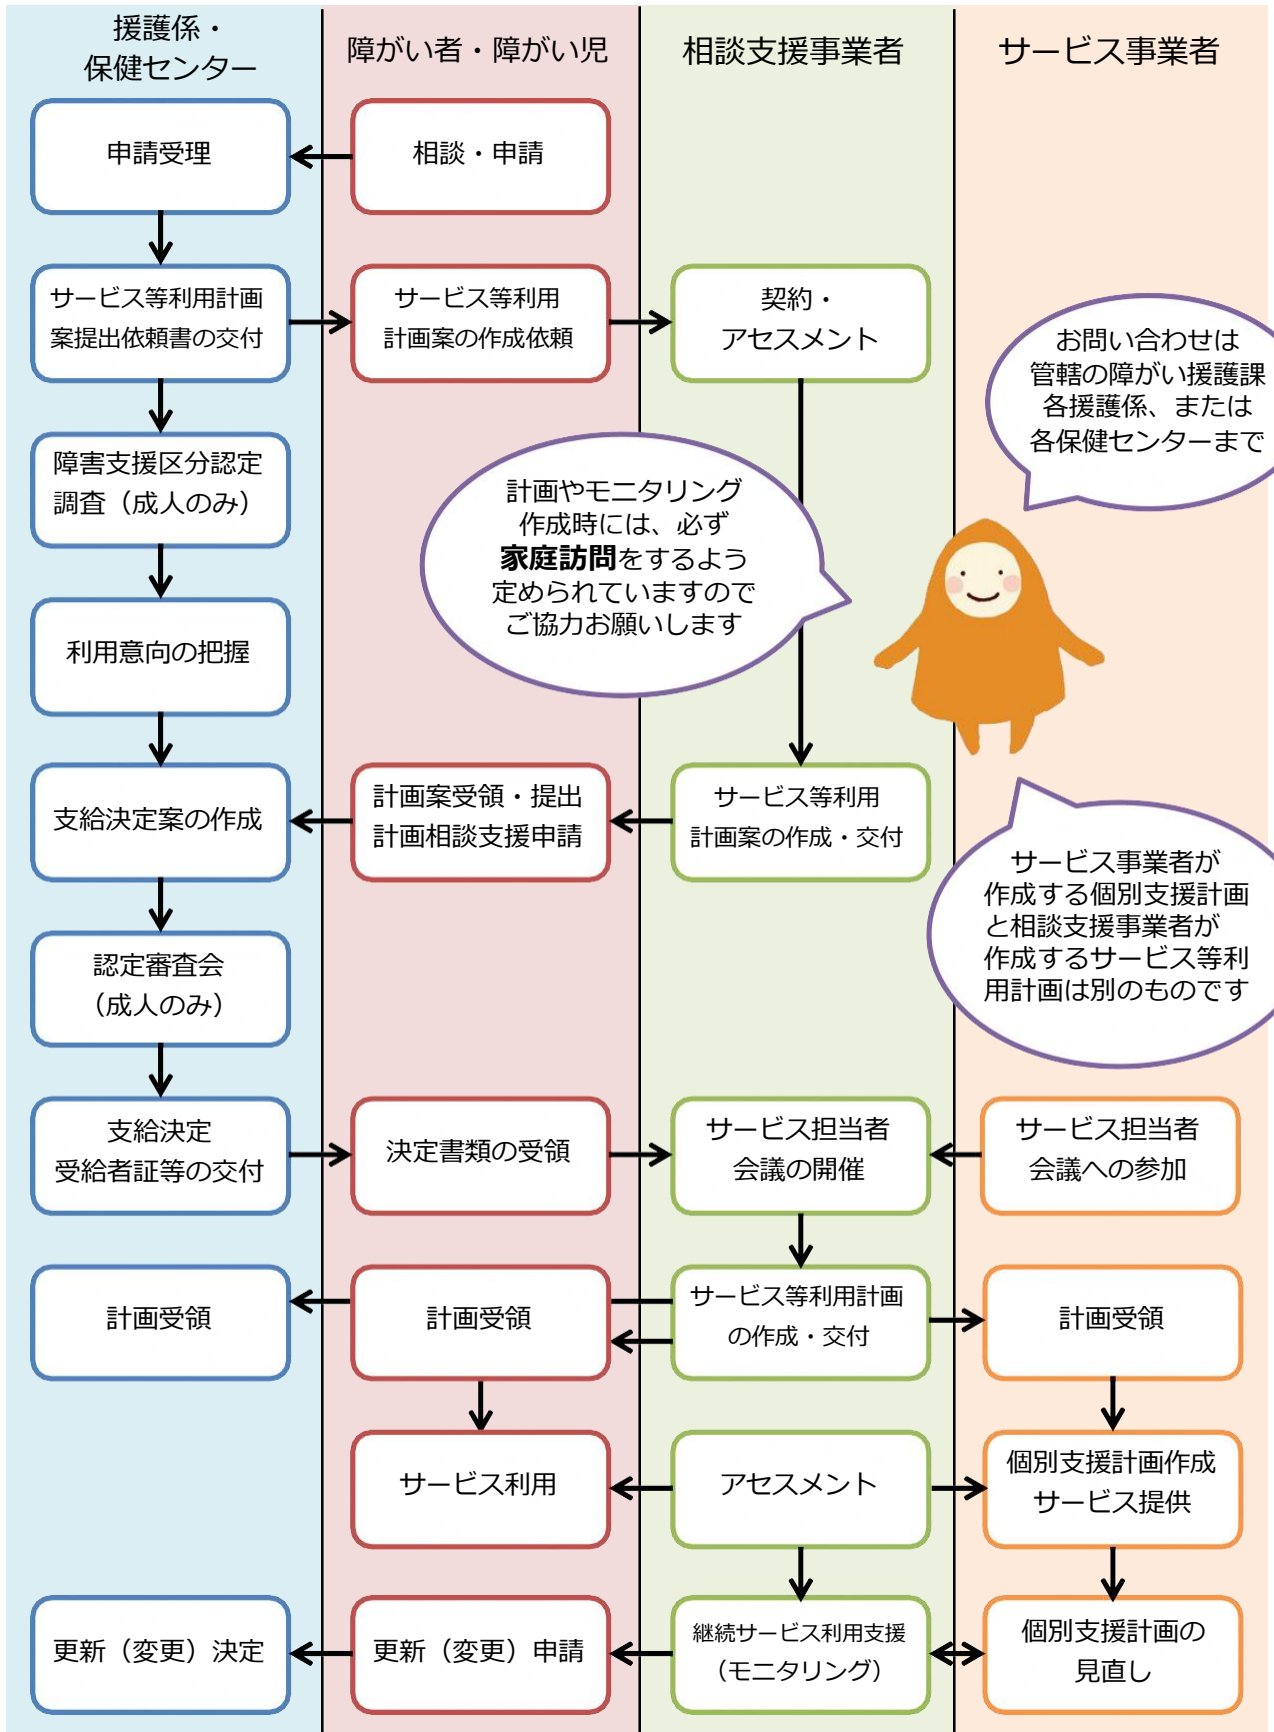 援護係・
保健センター
障がい者・障がい児
相談支援事業者
サービス事業者
申請受理
相談・申請
サービス等利用計画
案提出依頼書の交付
サービス等利用
計画案の作成依頼
契約・
アセスメント
お問い合わせは
管轄の障がい援護課
各援護係、または
各保健センターまで
障害支援区分認定
調査（成人のみ）
計画やモニタリング
作成時には、必ず
家庭訪問をするよう
定められていますので
ご協力お願いします
利用意向の把握
支給決定案の作成
計画案受領・提出
計画相談支援申請
サービス等利用
計画案の作成・交付
サービス事業者が
作成する個別支援計画
と相談支援事業者が
作成するサービス等利
用計画は別のものです
認定審査会
（成人のみ）
支給決定
受給者証等の交付
決定書類の受領
サービス担当者
会議の開催
サービス担当者
会議への参加
計画受領
計画受領
サービス等利用計画
の作成・交付
計画受領
サービス利用
アセスメント
個別支援計画作成
サービス提供
更新（変更）決定
更新（変更）申請
継続サービス利用支援
（モニタリング）
個別支援計画の
見直し